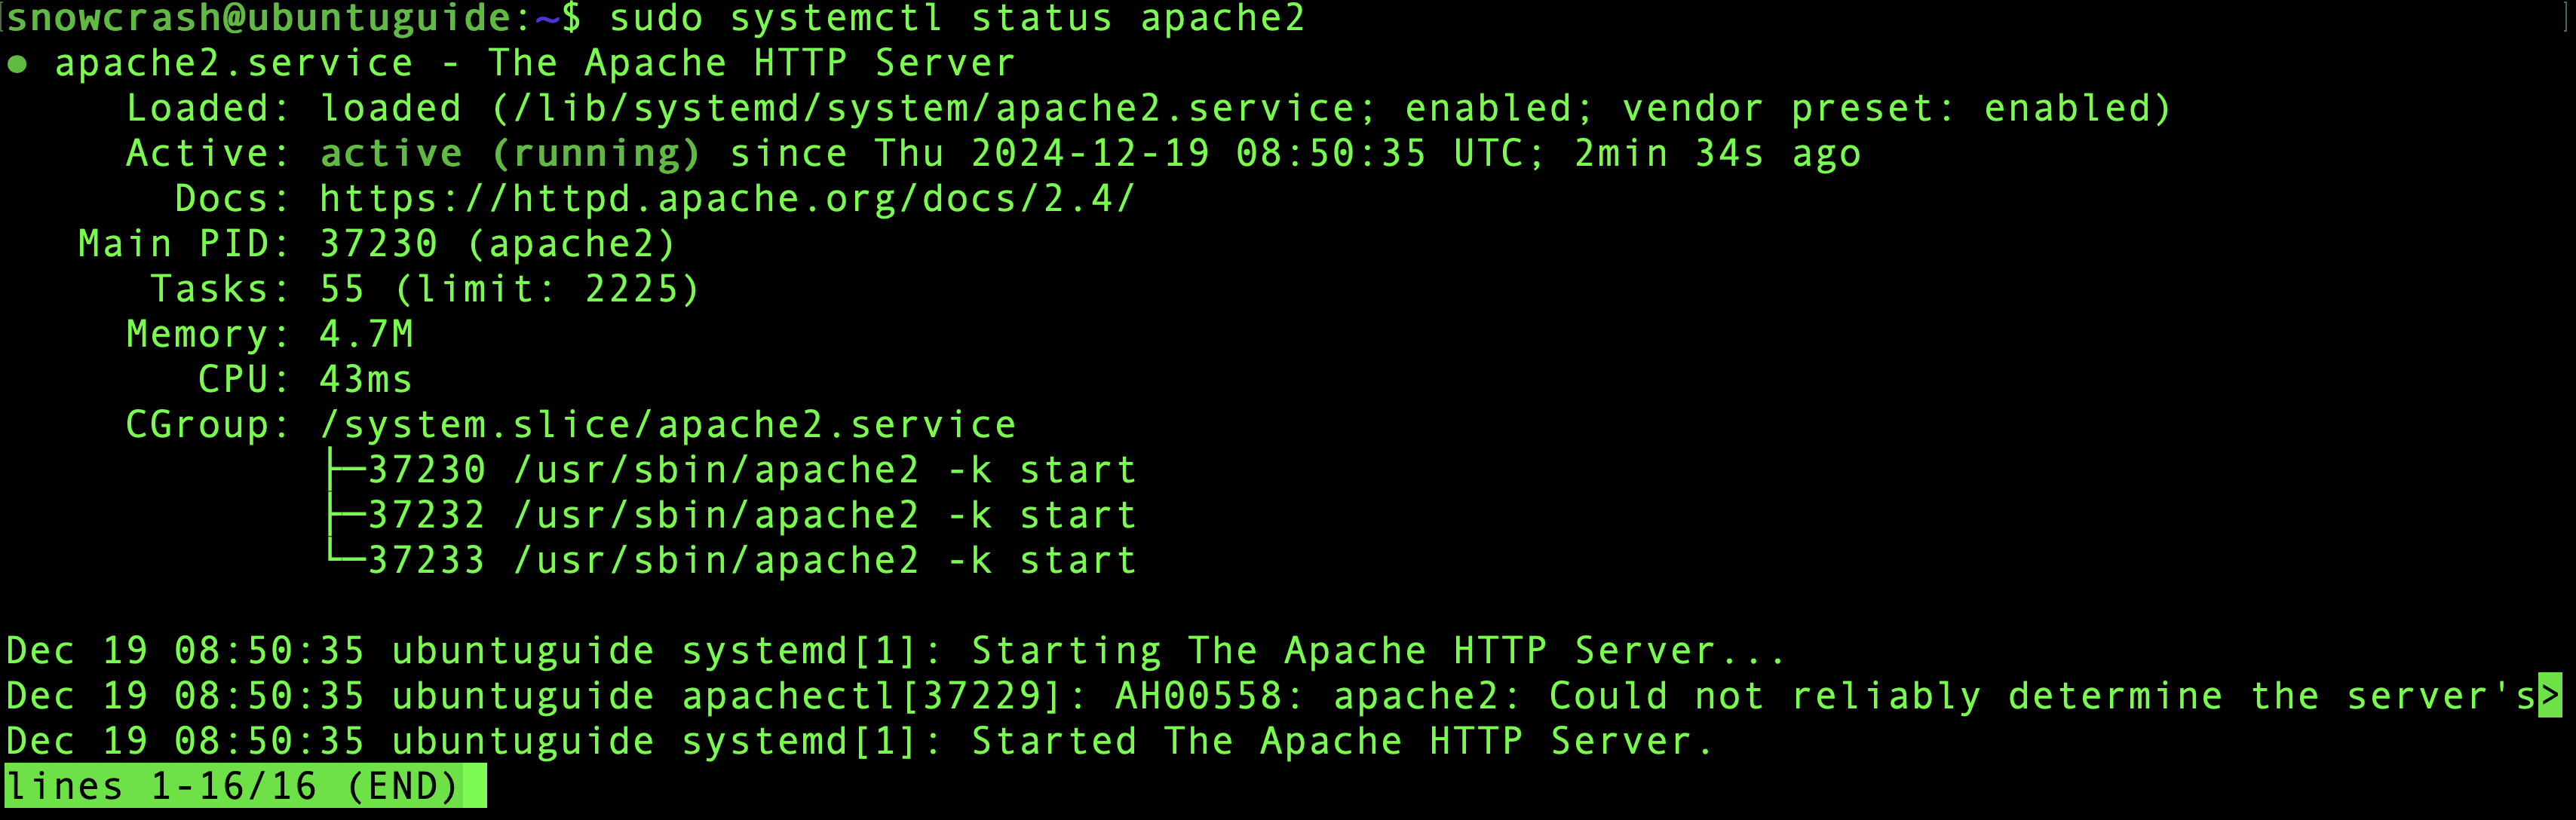 [snowcrash@ubuntuguide:~$ sudo systemctl status apache2 ]
● apache2.service - The Apache HTTP Server
     Loaded: loaded (/lib/systemd/system/apache2.service; enabled; vendor preset: enabled)
     Active: active (running) since Thu 2024-12-19 08:50:35 UTC; 2min 34s ago
       Docs: https://httpd.apache.org/docs/2.4/
   Main PID: 37230 (apache2)
      Tasks: 55 (limit: 2225)
     Memory: 4.7M
        CPU: 43ms
     CGroup: /system.slice/apache2.service
             ├─37230 /usr/sbin/apache2 -k start
             ├─37232 /usr/sbin/apache2 -k start
             └─37233 /usr/sbin/apache2 -k start

Dec 19 08:50:35 ubuntuguide systemd[1]: Starting The Apache HTTP Server...
Dec 19 08:50:35 ubuntuguide apachectl[37229]: AH00558: apache2: Could not reliably determine the server's>
Dec 19 08:50:35 ubuntuguide systemd[1]: Started The Apache HTTP Server.
lines 1-16/16 (END)